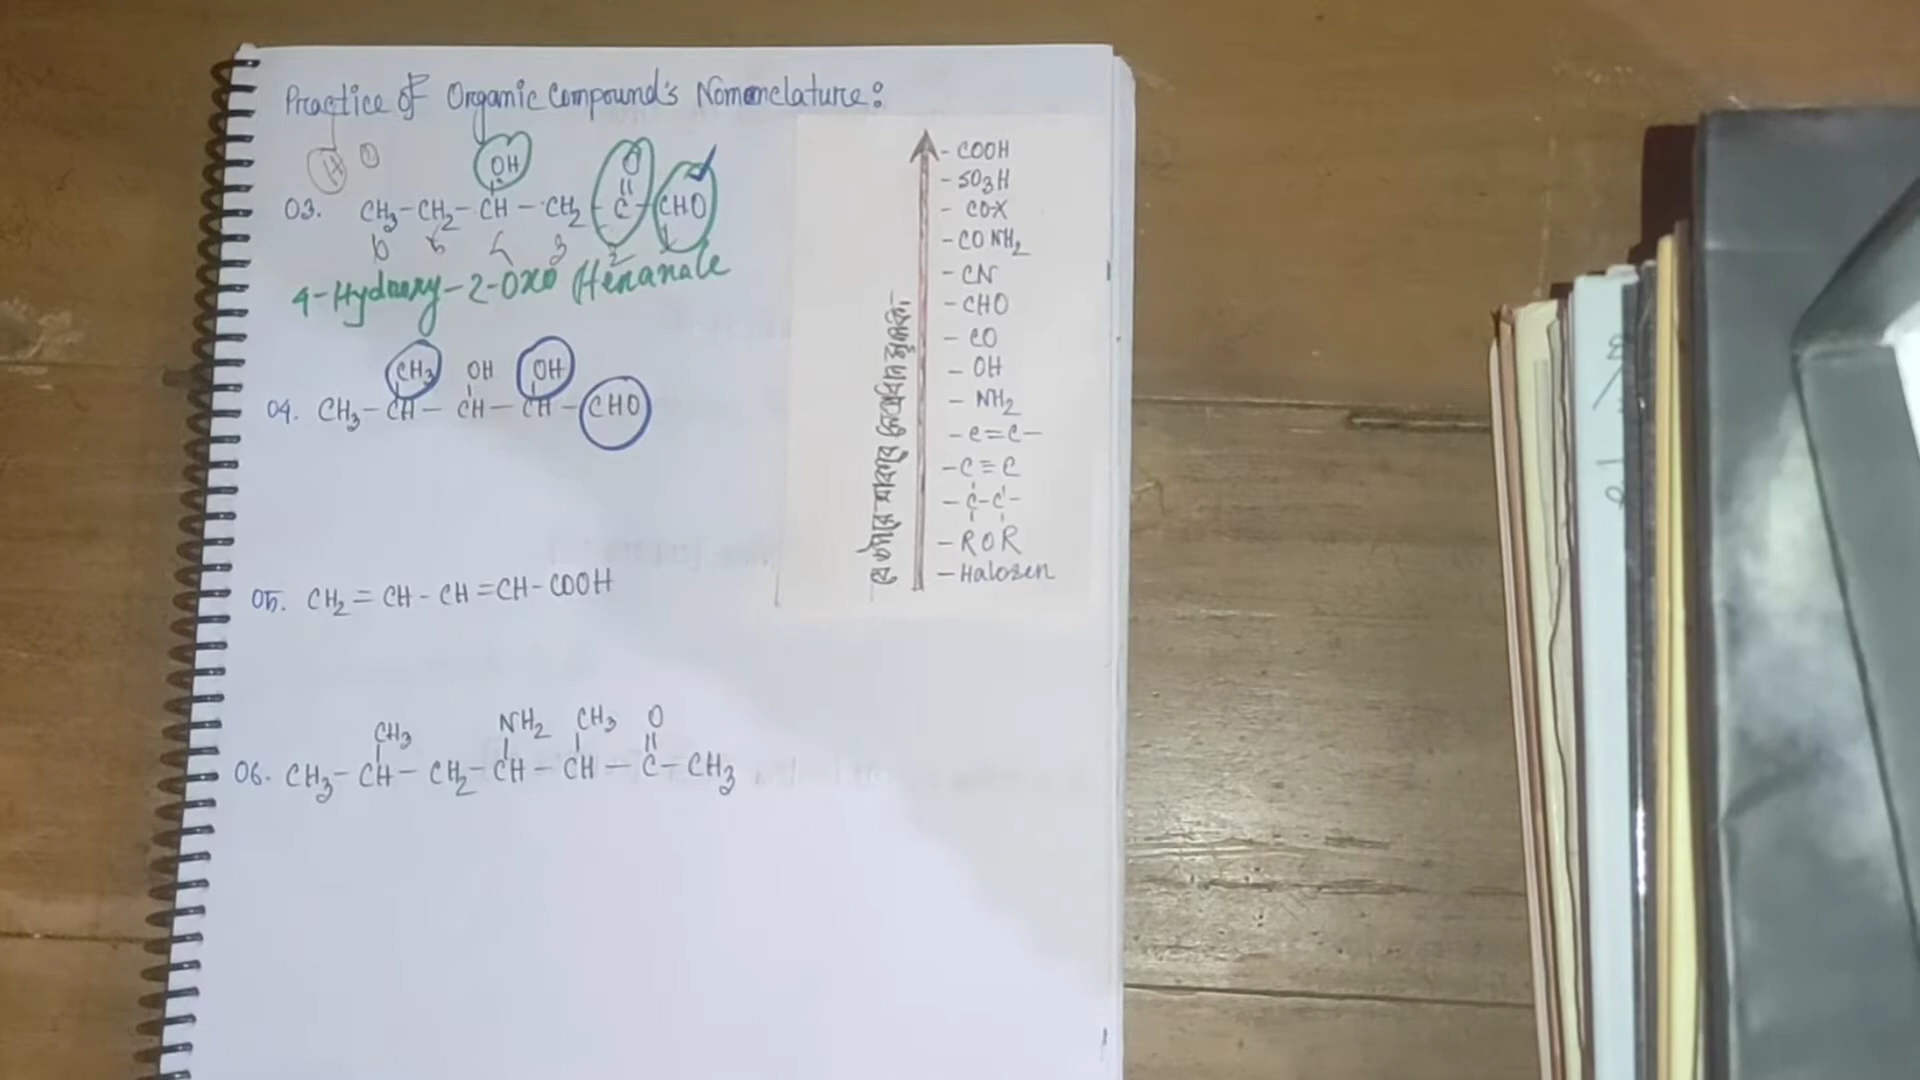 Practice of Organic Compound's Nomenclature:
H
OH O
03. CH3-CH2-CH-CH2-C-CHO
6 5 4 3 2 1
4-Hydroxy-2-Oxo Hexanale
CH3 OH OH
04. CH3-CH-CH-CH-CHO
05. CH2=CH-CH=CH-COOH
CH3 NH2 CH3 O
06. CH3-CH-CH2-CH-CH-C-CH3
- COOH
- SO3H
- COX
- CONH2
- CN
- CHO
- CO
- OH
- NH2
-C=C-
-C≡C
-C-C-
- ROR
- Halozen